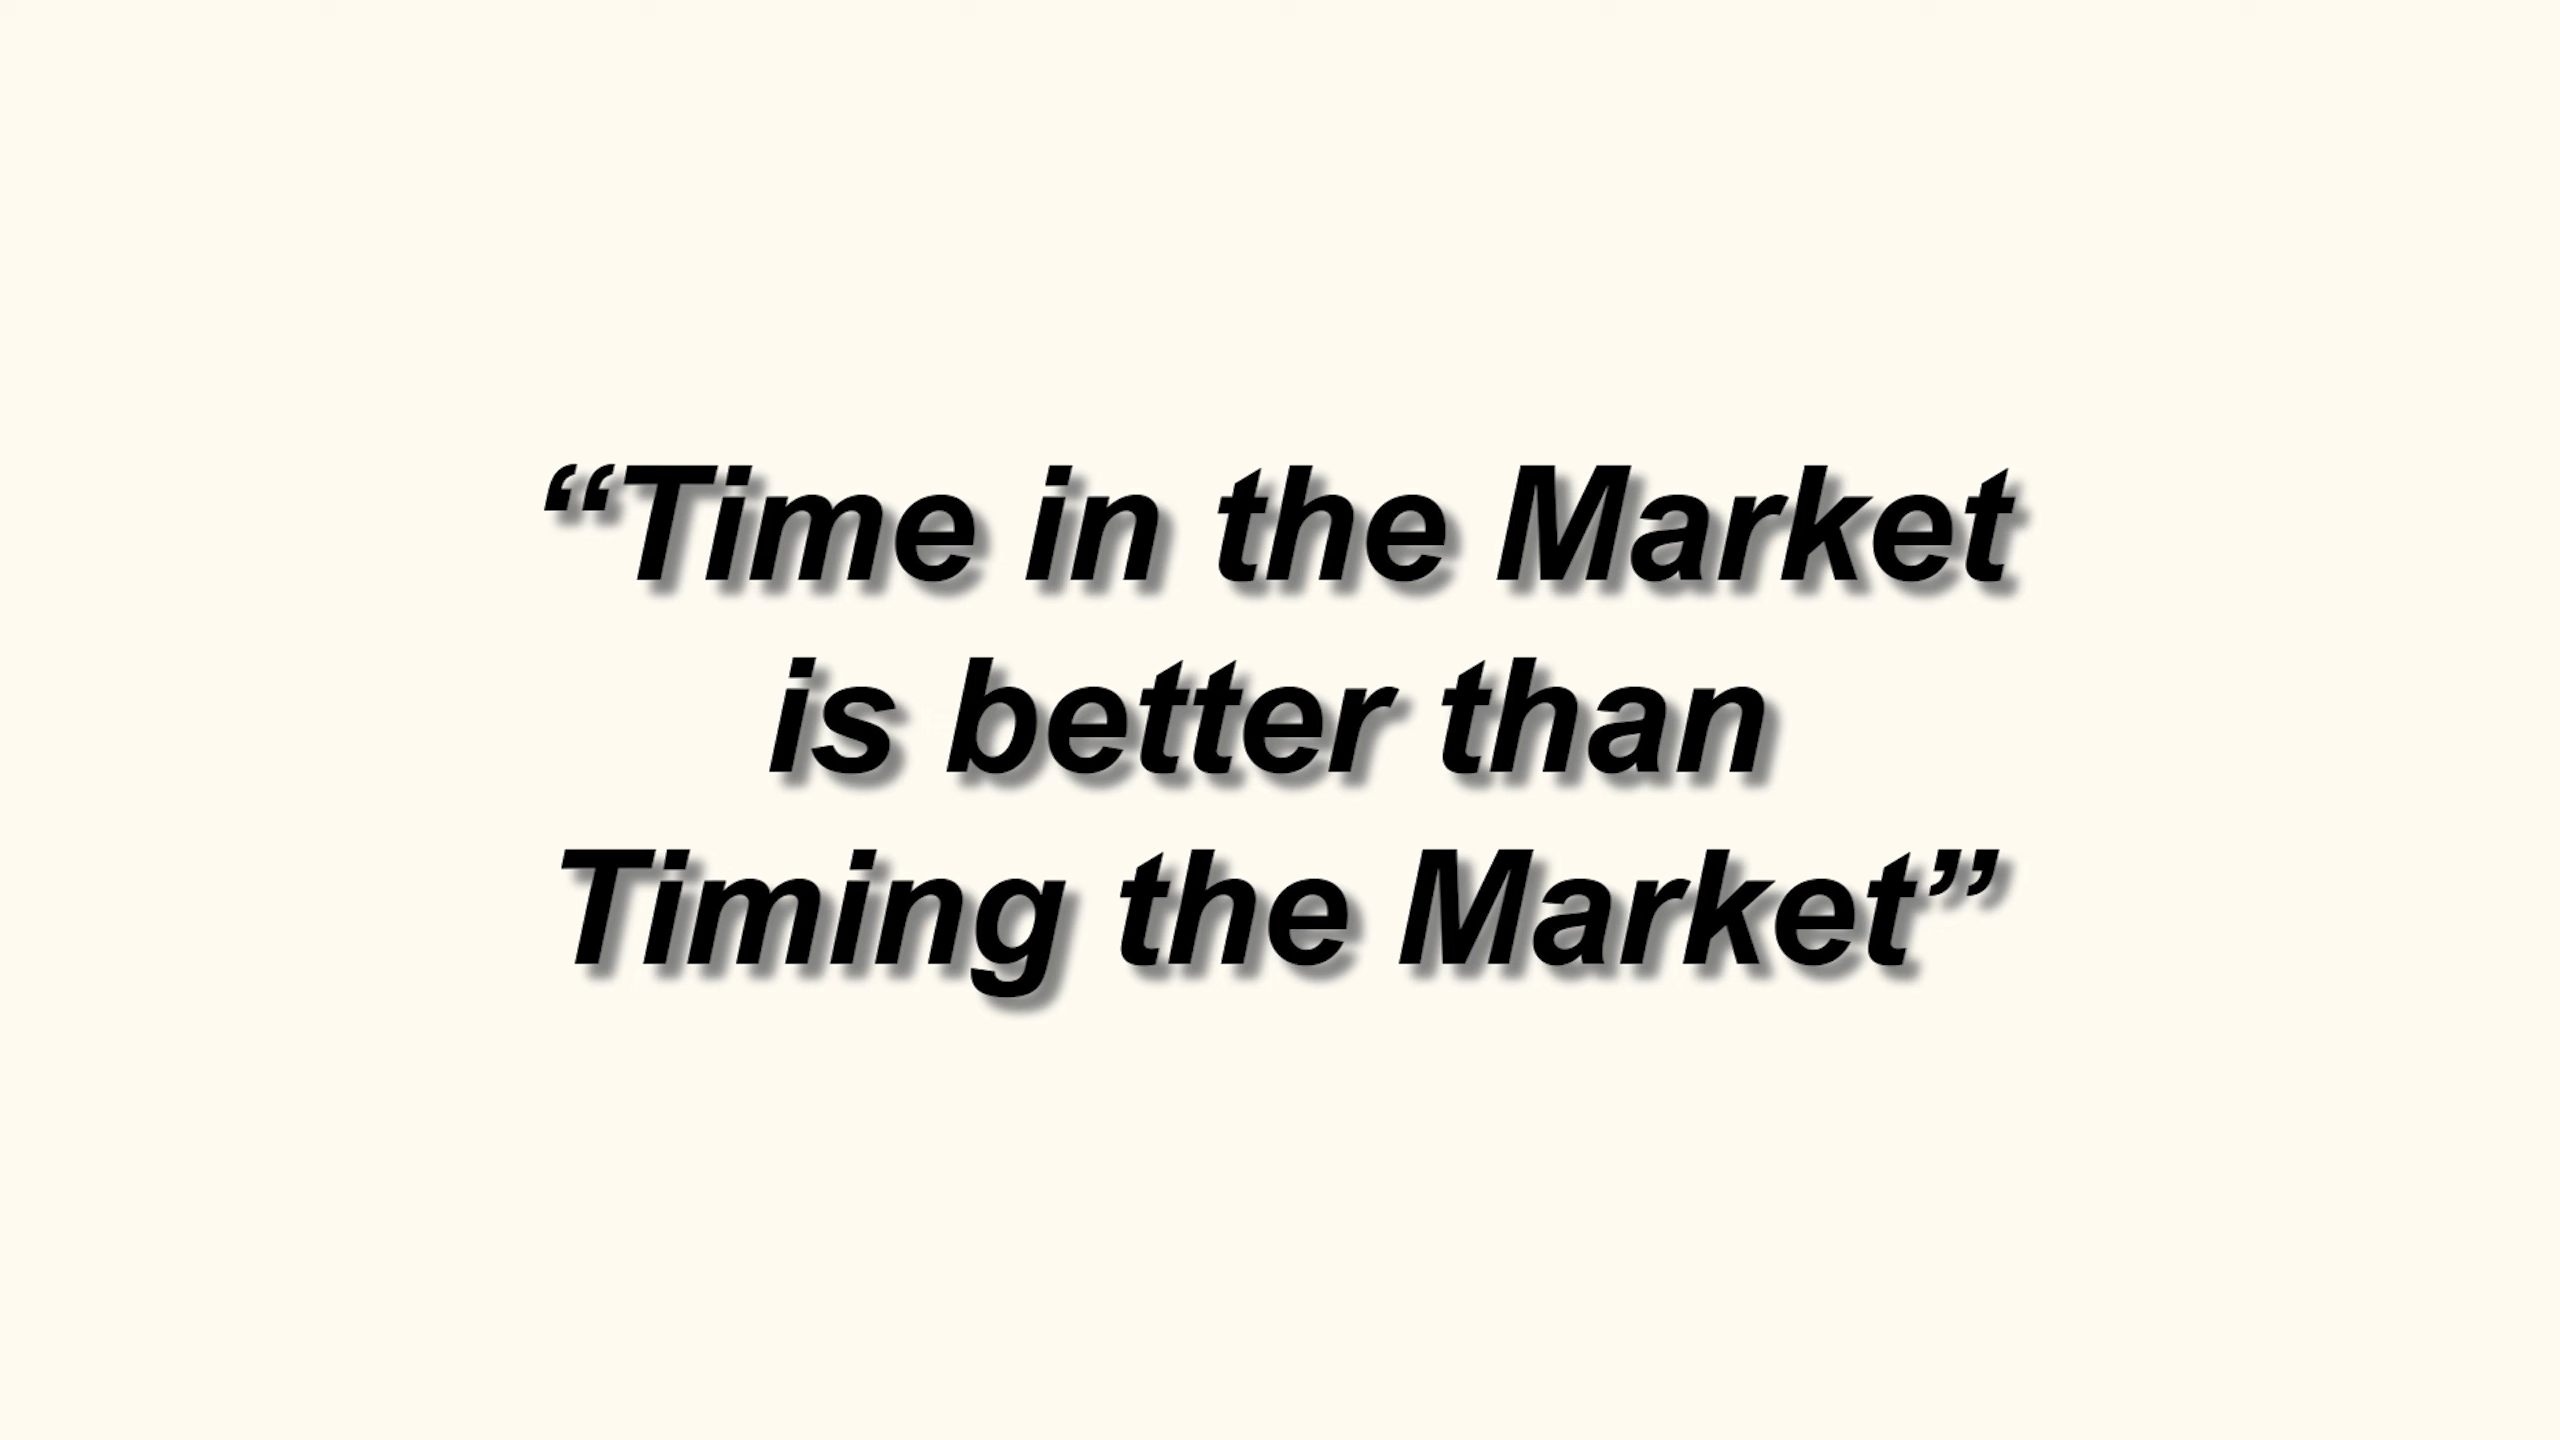 “Time in the Market
is better than
Timing the Market”